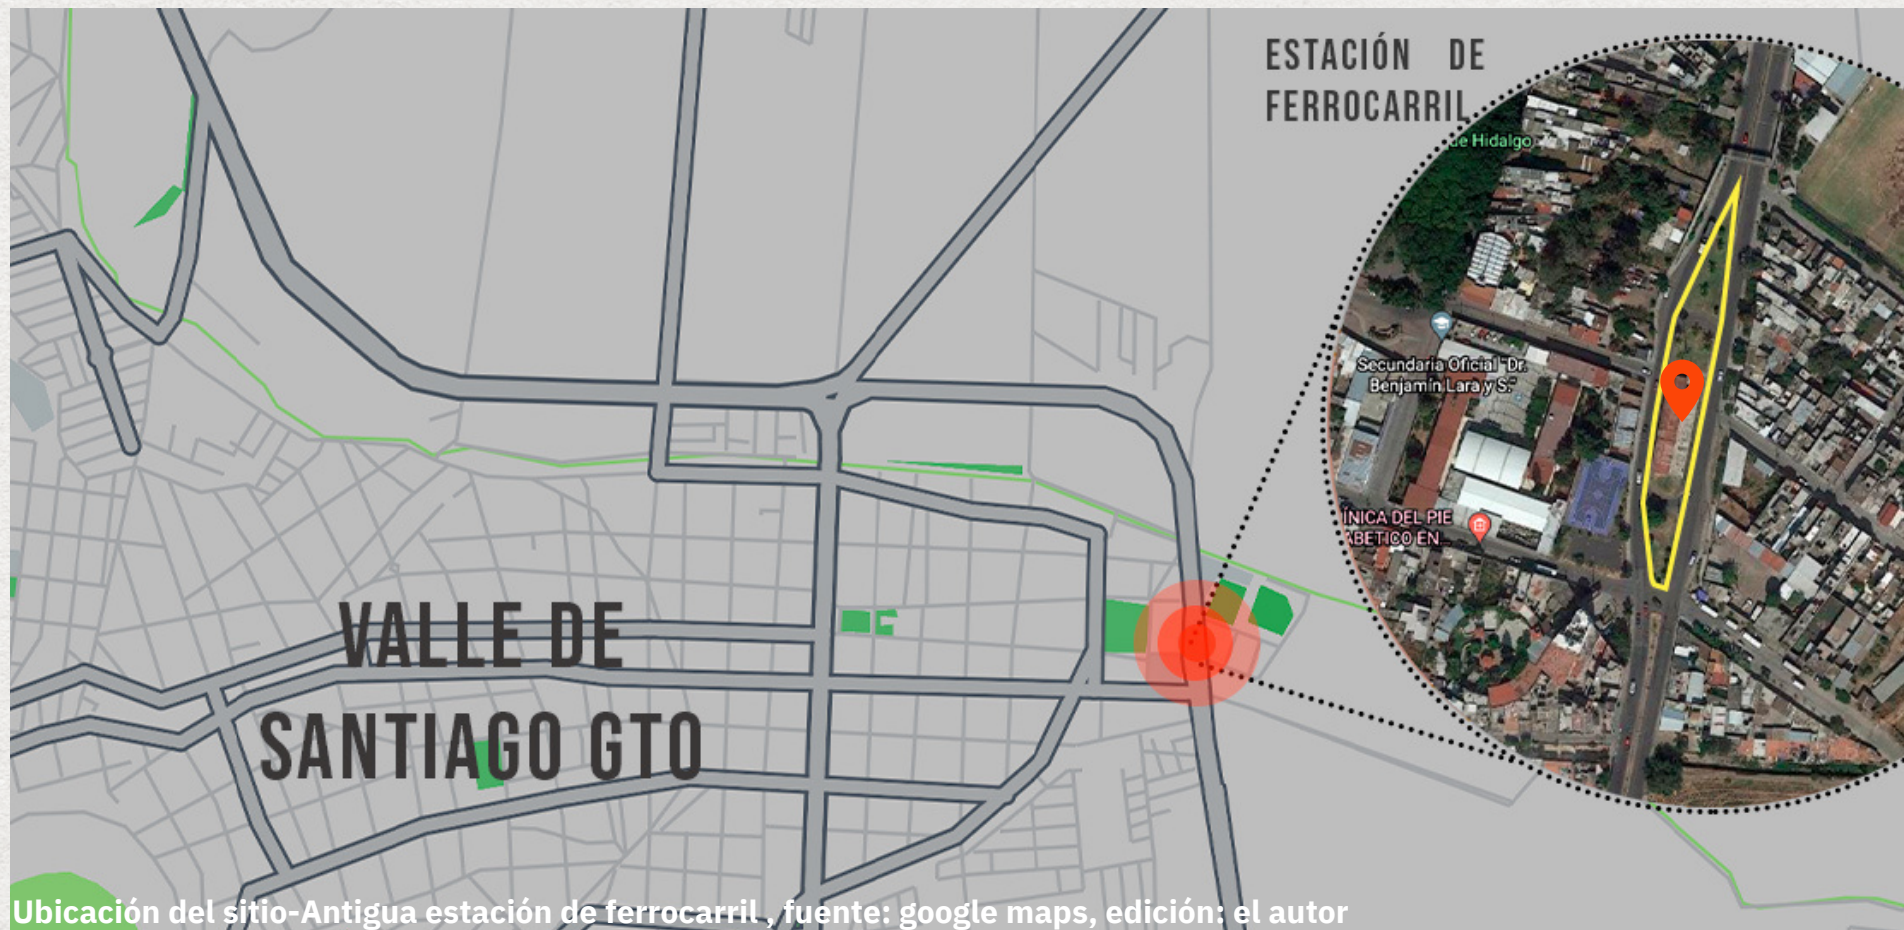 ESTACIÓN DE
FERROCARRIL
de Hidalgo
Secundaria Oficial "Dr.
Benjamín Lara y S."
ÍNICA DEL PIE
ABETICO EN...
VALLE DE
SANTIAGO GTO
Ubicación del sitio-Antigua estación de ferrocarril , fuente: google maps, edición: el autor